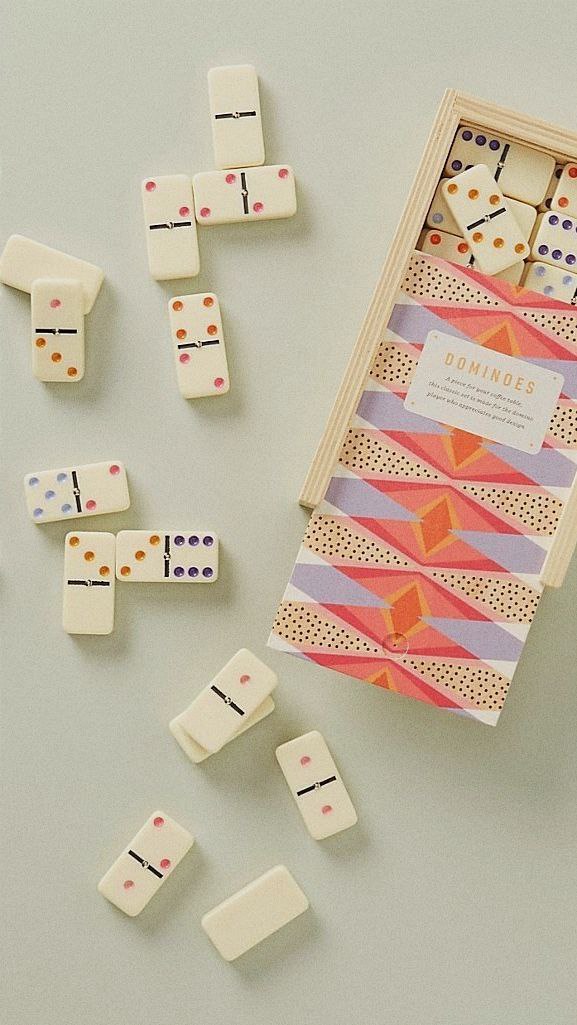 DOMINOES
A piece for your coffee table,
this classic set is made for the domino
player who appreciates good design.